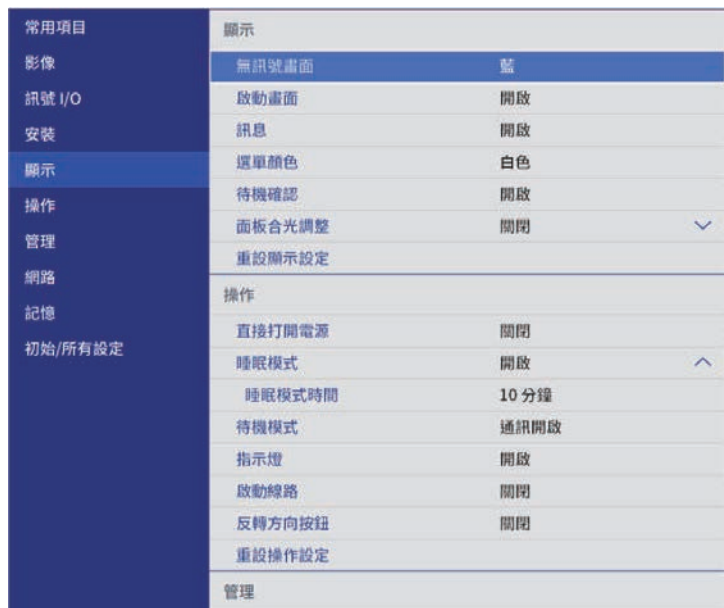 常用項目
影像
訊號 I/O
安裝
顯示
操作
管理
網路
記憶
初始/所有設定
顯示
無訊號畫面 藍
啟動畫面 開啟
訊息 開啟
選單顏色 白色
待機確認 開啟
面板合光調整 關閉
重設顯示設定
操作
直接打開電源 關閉
睡眠模式 開啟
睡眠模式時間 10 分鐘
待機模式 通訊開啟
指示燈 開啟
啟動線路 關閉
反轉方向按鈕 關閉
重設操作設定
管理